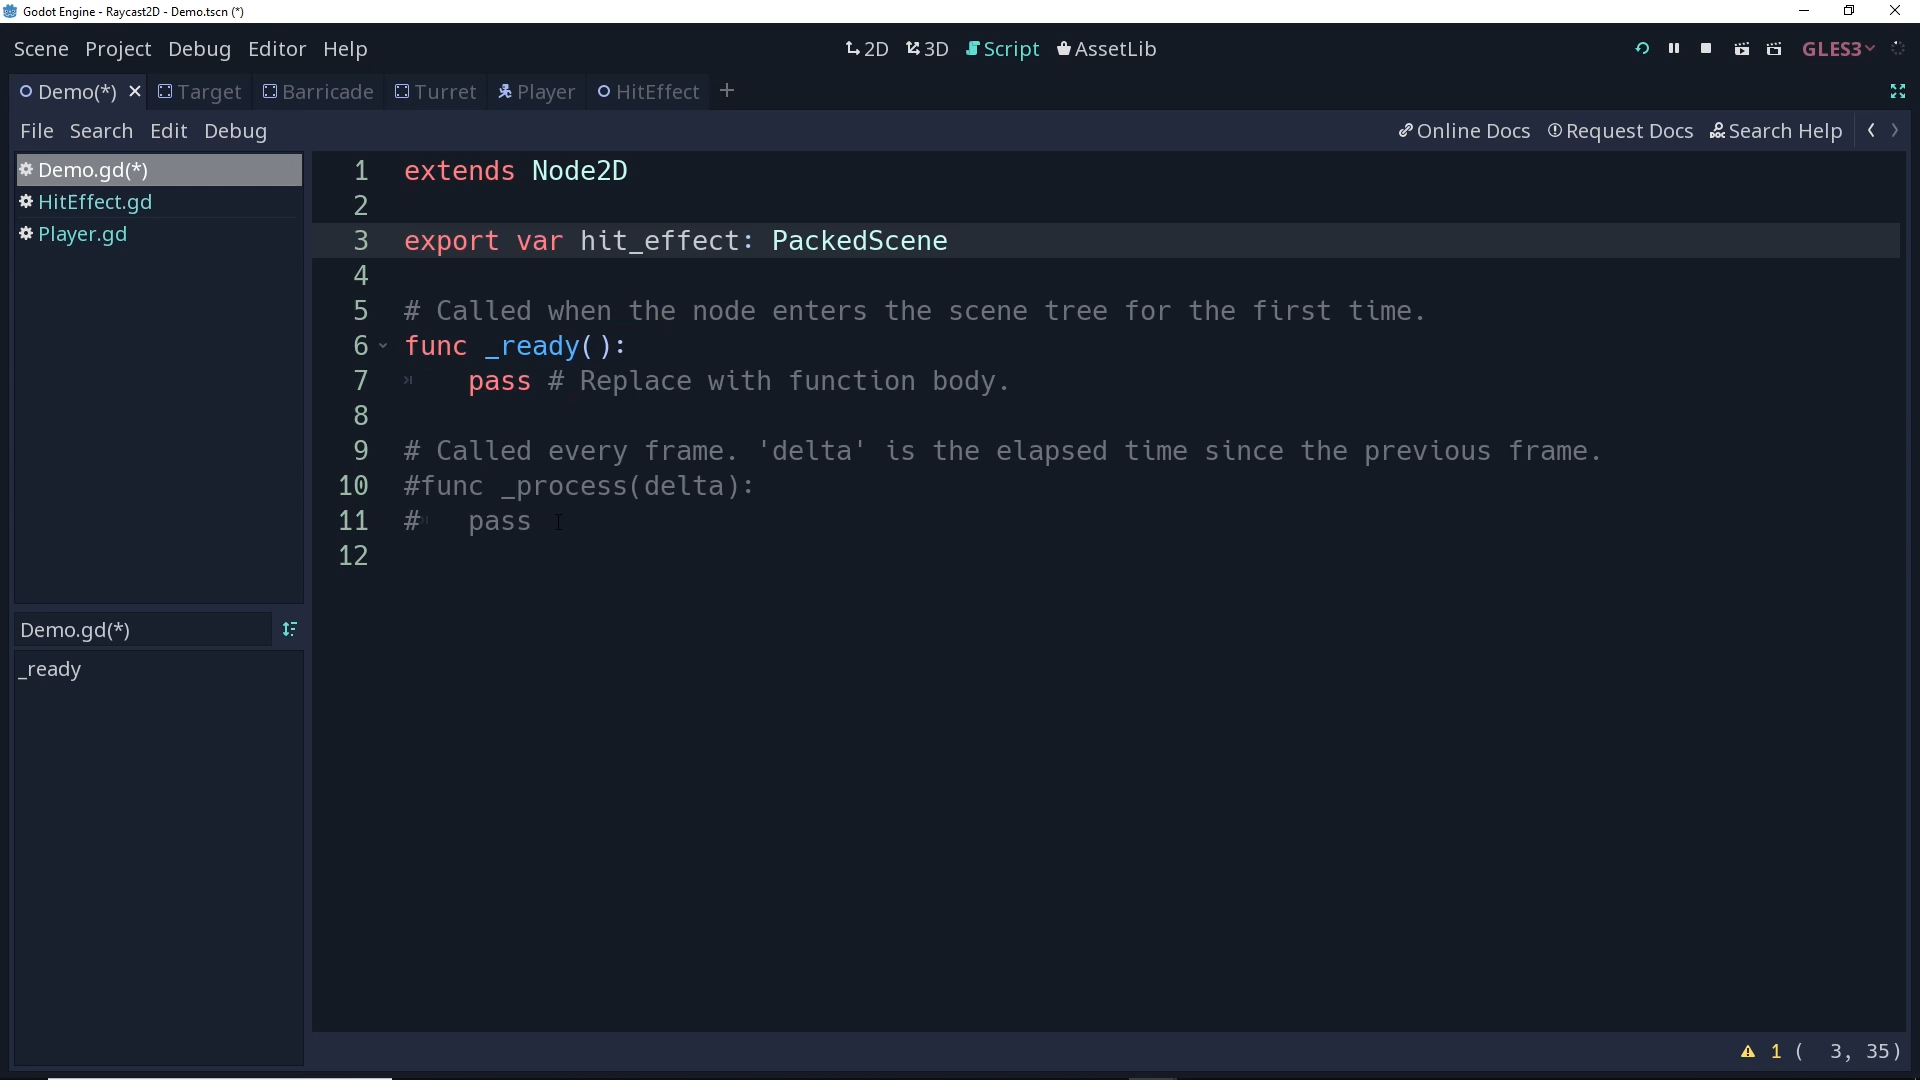 Godot Engine - Raycast2D - Demo.tscn (*)
Scene Project Debug Editor Help 2D 3D Script AssetLib GLES3
Demo(*) Target Barricade Turret Player HitEffect
File Search Edit Debug Online Docs Request Docs Search Help
Demo.gd(*)
HitEffect.gd
Player.gd
1 extends Node2D
2
3 export var hit_effect: PackedScene
4
5 # Called when the node enters the scene tree for the first time.
6 func _ready():
7 pass # Replace with function body.
8
9 # Called every frame. 'delta' is the elapsed time since the previous frame.
10 #func _process(delta):
11 # pass
12
Demo.gd(*)
_ready
1 ( 3, 35)